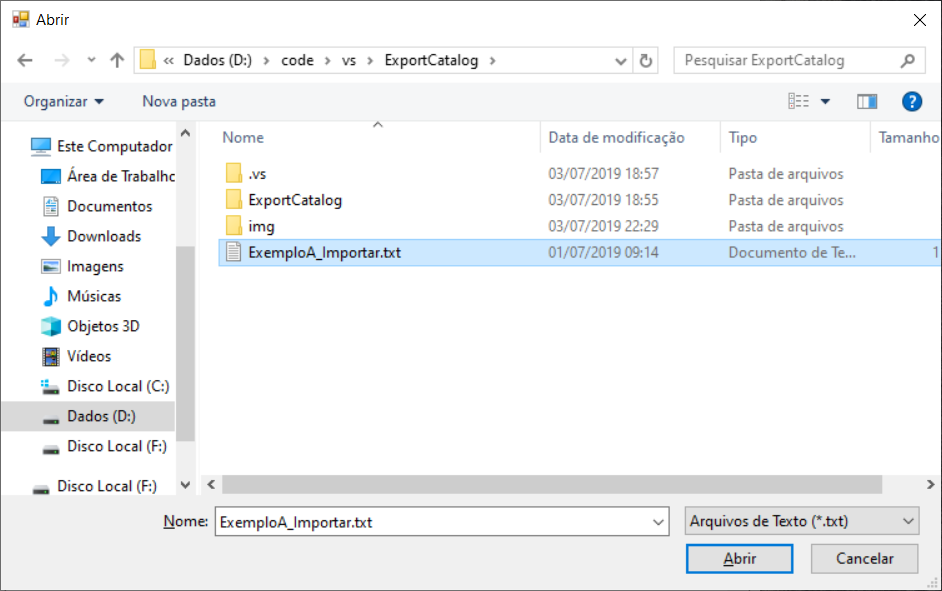 Abrir
« Dados (D:) > code > vs > ExportCatalog >
Pesquisar ExportCatalog
Organizar
Nova pasta
?
Este Computador
Área de Trabalho
Documentos
Downloads
Imagens
Músicas
Objetos 3D
Vídeos
Disco Local (C:)
Dados (D:)
Disco Local (F:)
Disco Local (F:)
Nome Data de modificação Tipo Tamanho
.vs 03/07/2019 18:57 Pasta de arquivos
ExportCatalog 03/07/2019 18:55 Pasta de arquivos
img 03/07/2019 22:29 Pasta de arquivos
ExemploA_Importar.txt 01/07/2019 09:14 Documento de Te... 1
Nome: ExemploA_Importar.txt
Arquivos de Texto (*.txt)
Abrir
Cancelar